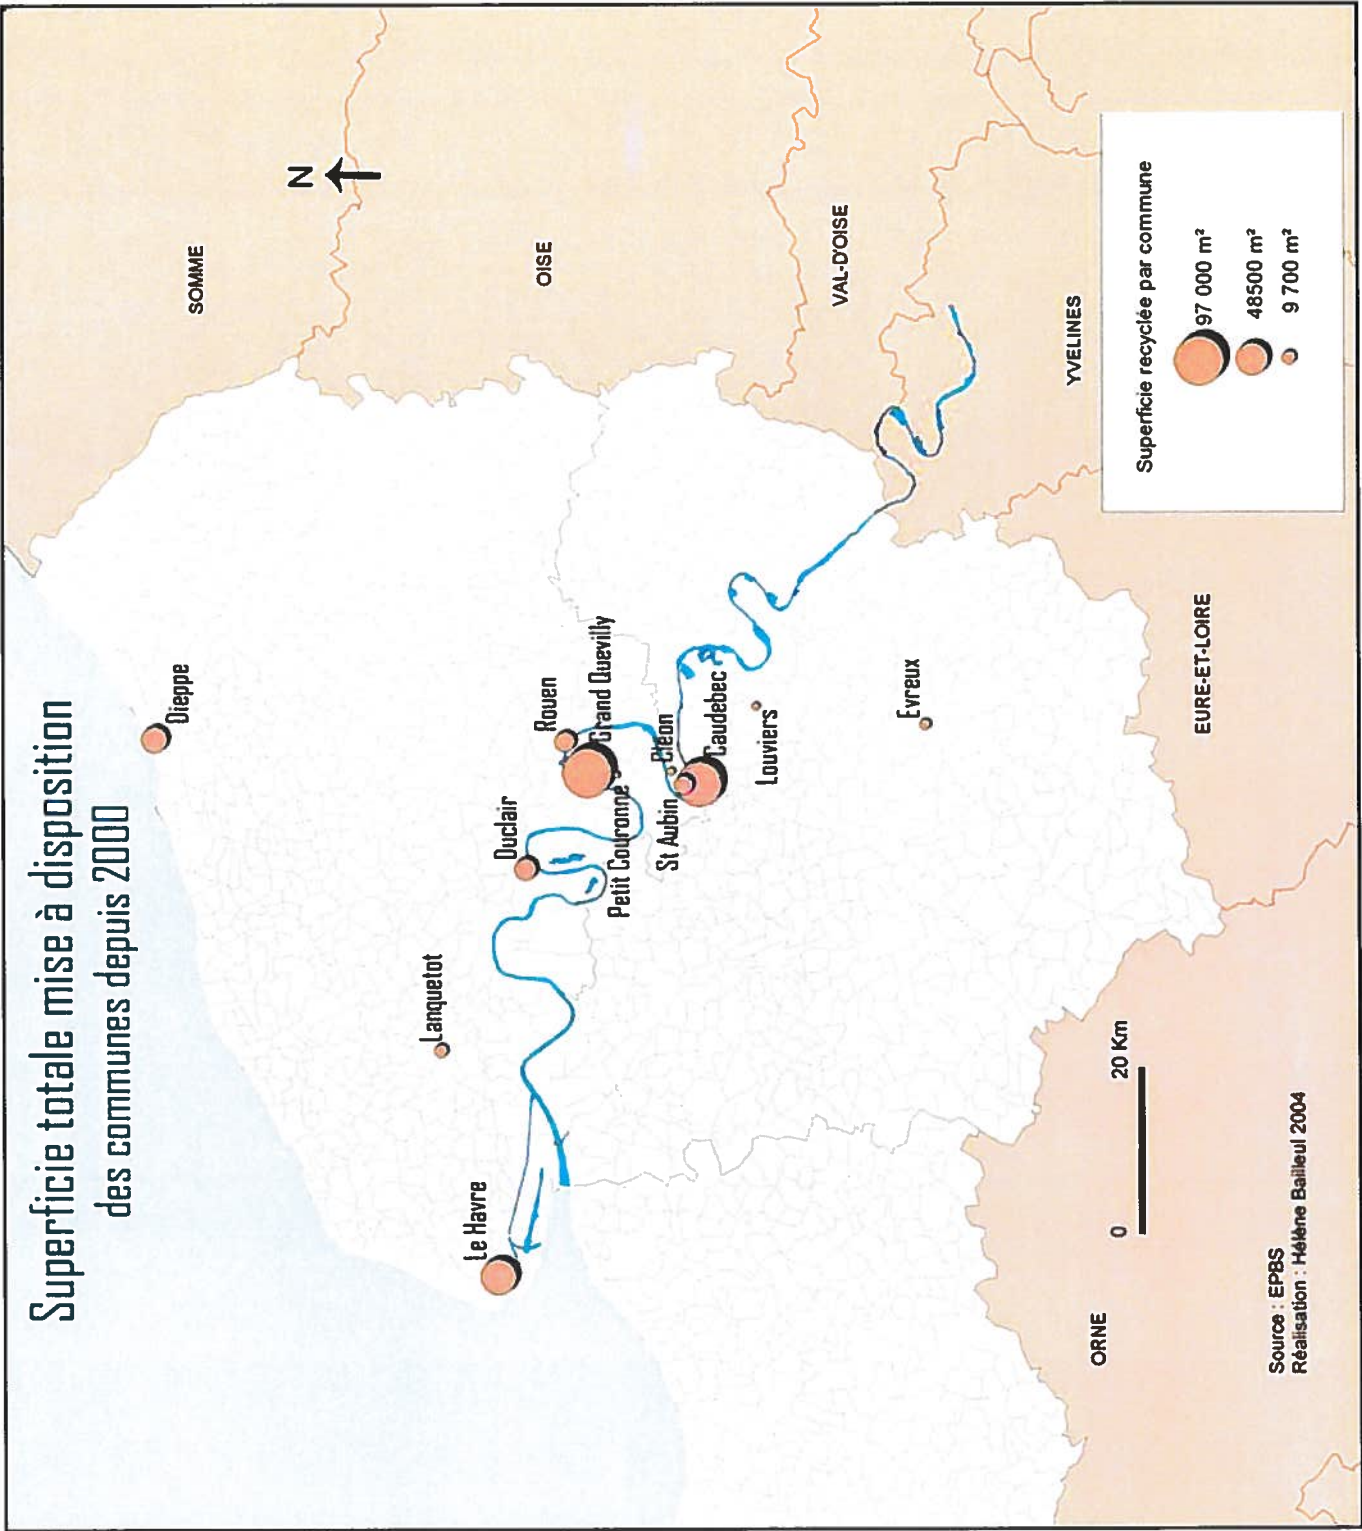 Superficie totale mise à disposition
des communes depuis 2000
N
SOMME
Dieppe
OISE
Rouen
Grand Quevilly
Duclair
Petit Couronne
Cléon
St Aubin
Caudebec
Lanquetot
Le Havre
Louviers
Evreux
VAL-D'OISE
YVELINES
EURE-ET-LOIRE
ORNE
0
20 Km
Superficie recyclée par commune
97 000 m²
48500 m²
9 700 m²
Source : EPBS
Réalisation : Hélène Bailleul 2004